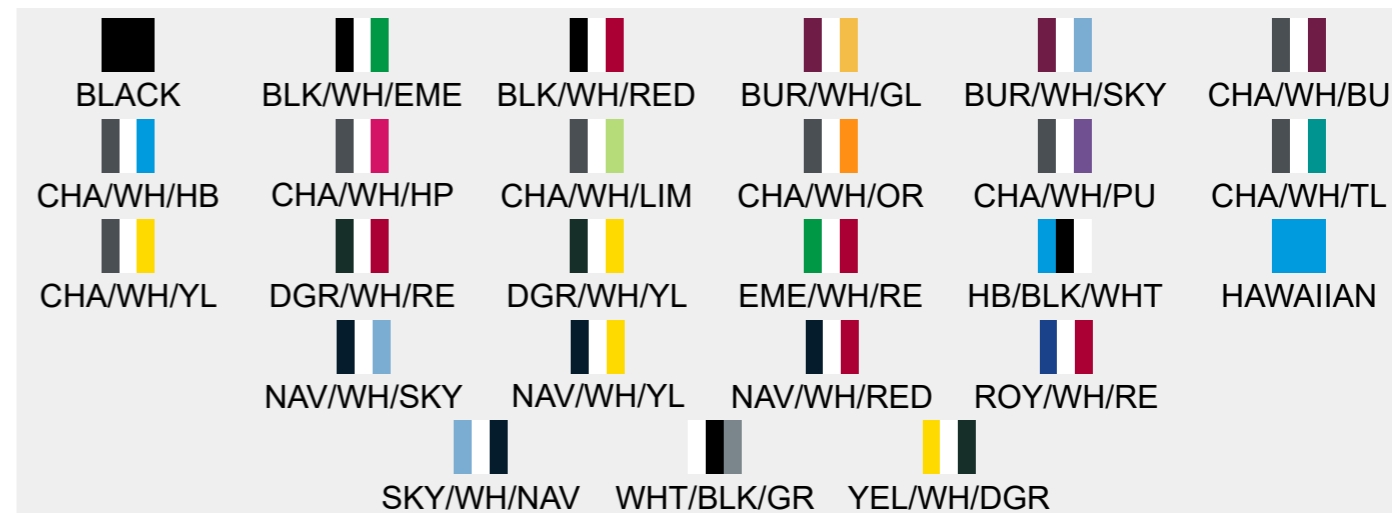 BLACK BLK/WH/EME BLK/WH/RED BUR/WH/GL BUR/WH/SKY CHA/WH/BU
CHA/WH/HB CHA/WH/HP CHA/WH/LIM CHA/WH/OR CHA/WH/PU CHA/WH/TL
CHA/WH/YL DGR/WH/RE DGR/WH/YL EME/WH/RE HB/BLK/WHT HAWAIIAN
NAV/WH/SKY NAV/WH/YL NAV/WH/RED ROY/WH/RE
SKY/WH/NAV WHT/BLK/GR YEL/WH/DGR